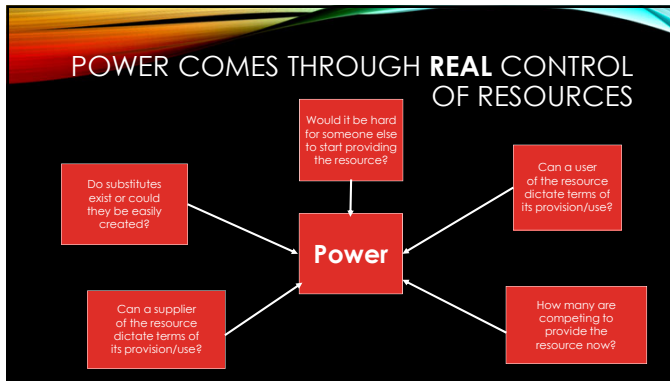 POWER COMES THROUGH REAL CONTROL
OF RESOURCES
Would it be hard
for someone else
to start providing
the resource?
Do substitutes
exist or could
they be easily
created?
Can a user
of the resource
dictate terms of
its provision/use?
Power
Can a supplier
of the resource
dictate terms of
its provision/use?
How many are
competing to
provide the
resource now?